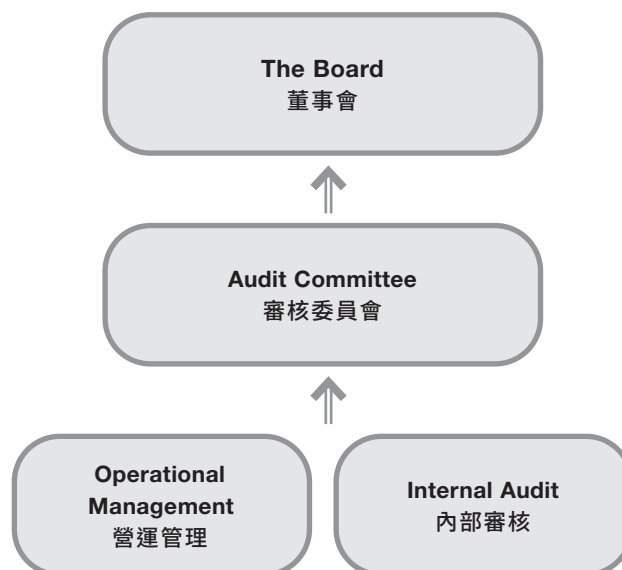 The Board
董事會
Audit Committee
審核委員會
Operational
Management
營運管理
Internal Audit
內部審核